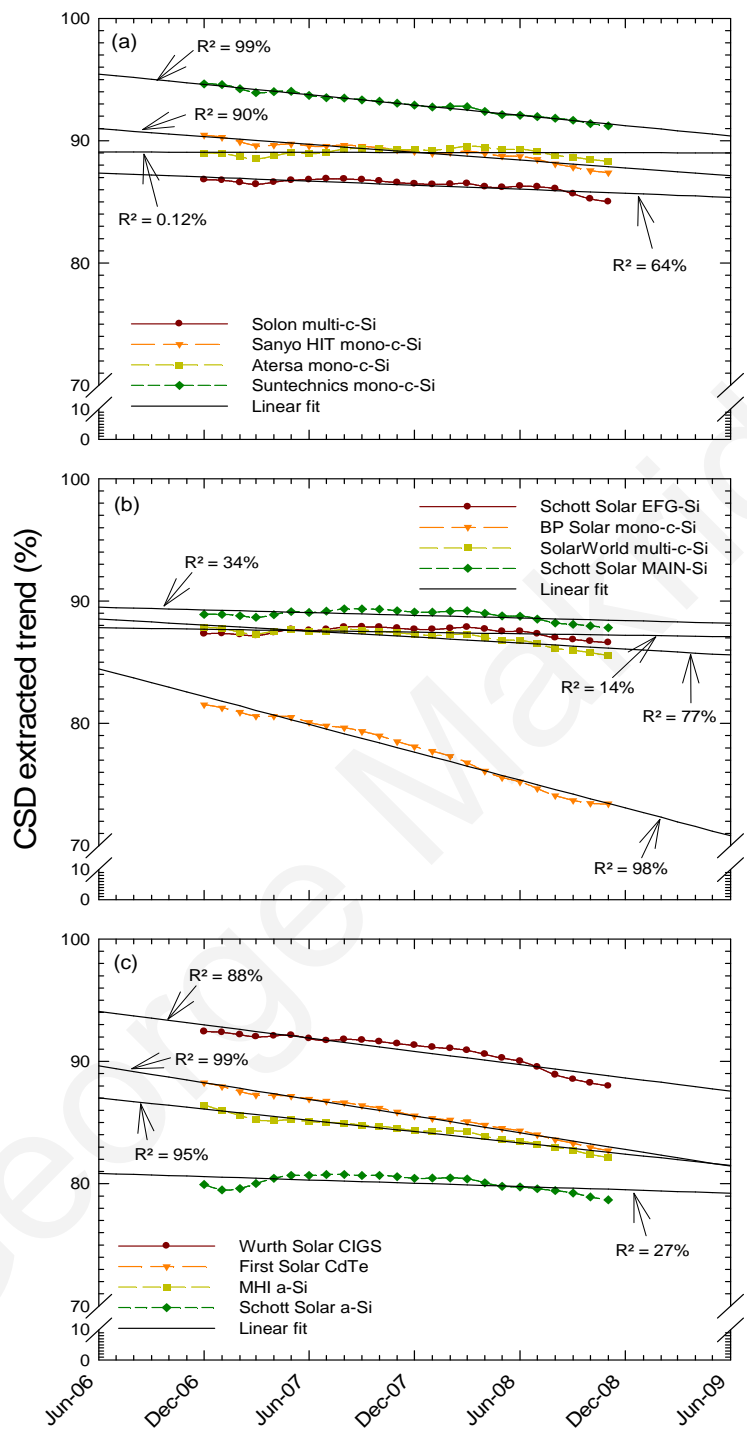 CSD extracted trend (%)
100
(a)
R² = 99%
R² = 90%
90
R² = 0.12%
R² = 64%
80
Solon multi-c-Si
Sanyo HIT mono-c-Si
Atersa mono-c-Si
Suntechnics mono-c-Si
Linear fit
70
10
0
100
(b)
Schott Solar EFG-Si
BP Solar mono-c-Si
SolarWorld multi-c-Si
Schott Solar MAIN-Si
Linear fit
R² = 34%
90
R² = 14%
R² = 77%
80
70
R² = 98%
10
0
100
(c)
R² = 88%
R² = 99%
90
R² = 95%
80
R² = 27%
Wurth Solar CIGS
First Solar CdTe
MHI a-Si
Schott Solar a-Si
Linear fit
70
10
0
Jun-06
Dec-06
Jun-07
Dec-07
Jun-08
Dec-08
Jun-09
George Makrid